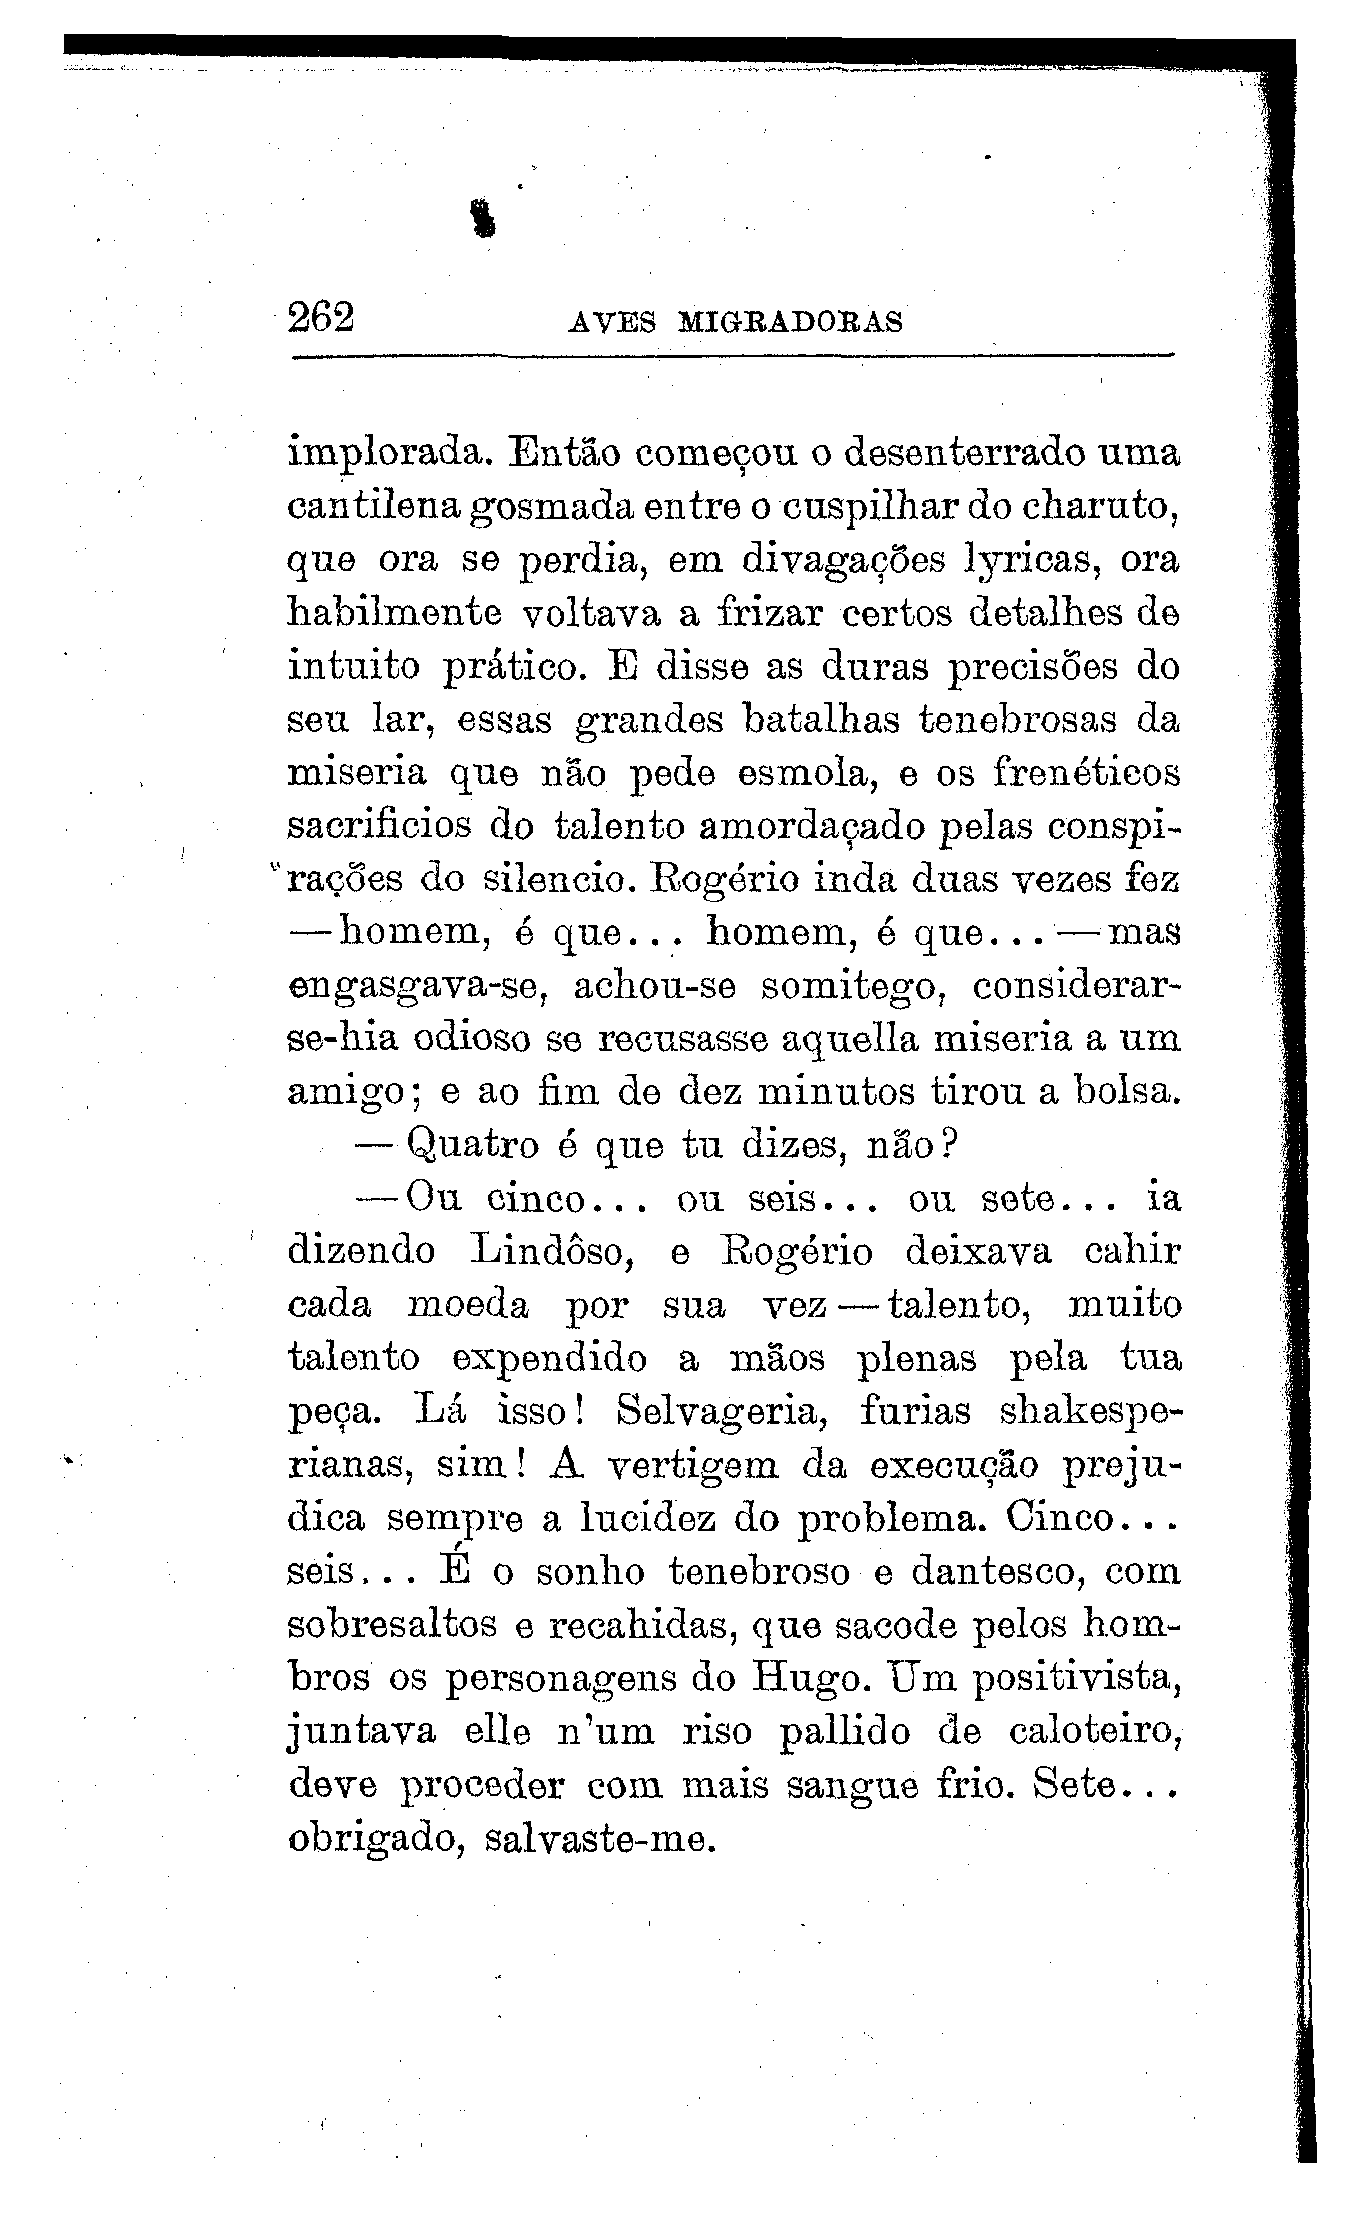 262 AVES MIGRADORAS
implorada. Então começou o desenterrado uma
cantilena gosmada entre o cuspilhar do charuto,
que ora se perdia, em divagações lyricas, ora
habilmente voltava a frizar certos detalhes de
intuito prático. E disse as duras precisões do
seu lar, essas grandes batalhas tenebrosas da
miseria que não pede esmola, e os frenéticos
sacrificios do talento amordaçado pelas conspi-
rações do silencio. Rogério inda duas vezes fez
—homem, é que... homem, é que...—mas
engasgava-se, achou-se somitego, considerar-
se-hia odioso se recusasse aquella miseria a um
amigo; e ao fim de dez minutos tirou a bolsa.
— Quatro é que tu dizes, não?
—Ou cinco... ou seis... ou sete... ia
dizendo Lindôso, e Rogério deixava cahir
cada moeda por sua vez—talento, muito
talento expendido a mãos plenas pela tua
peça. Lá isso! Selvageria, furias shakespe-
rianas, sim! A vertigem da execução preju-
dica sempre a lucidez do problema. Cinco...
seis... É o sonho tenebroso e dantesco, com
sobresaltos e recahidas, que sacode pelos hom-
bros os personagens do Hugo. Um positivista,
juntava elle n'um riso pallido de caloteiro,
deve proceder com mais sangue frio. Sete...
obrigado, salvaste-me.